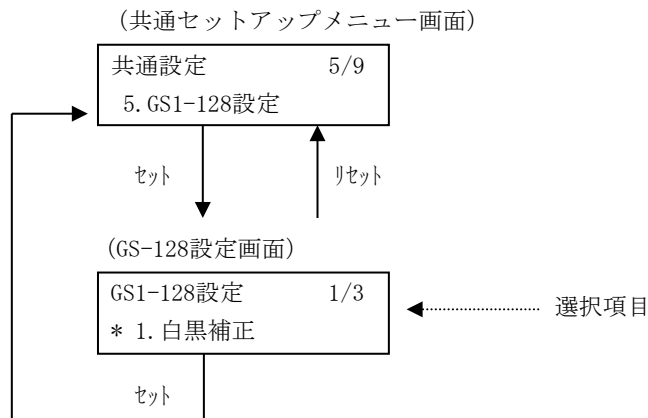 (共通セットアップメニュー画面)
共通設定 5/9
5.GS1-128設定
ｾｯﾄ ﾘｾｯﾄ
(GS-128設定画面)
GS1-128設定 1/3
* 1.白黒補正
選択項目
ｾｯﾄ